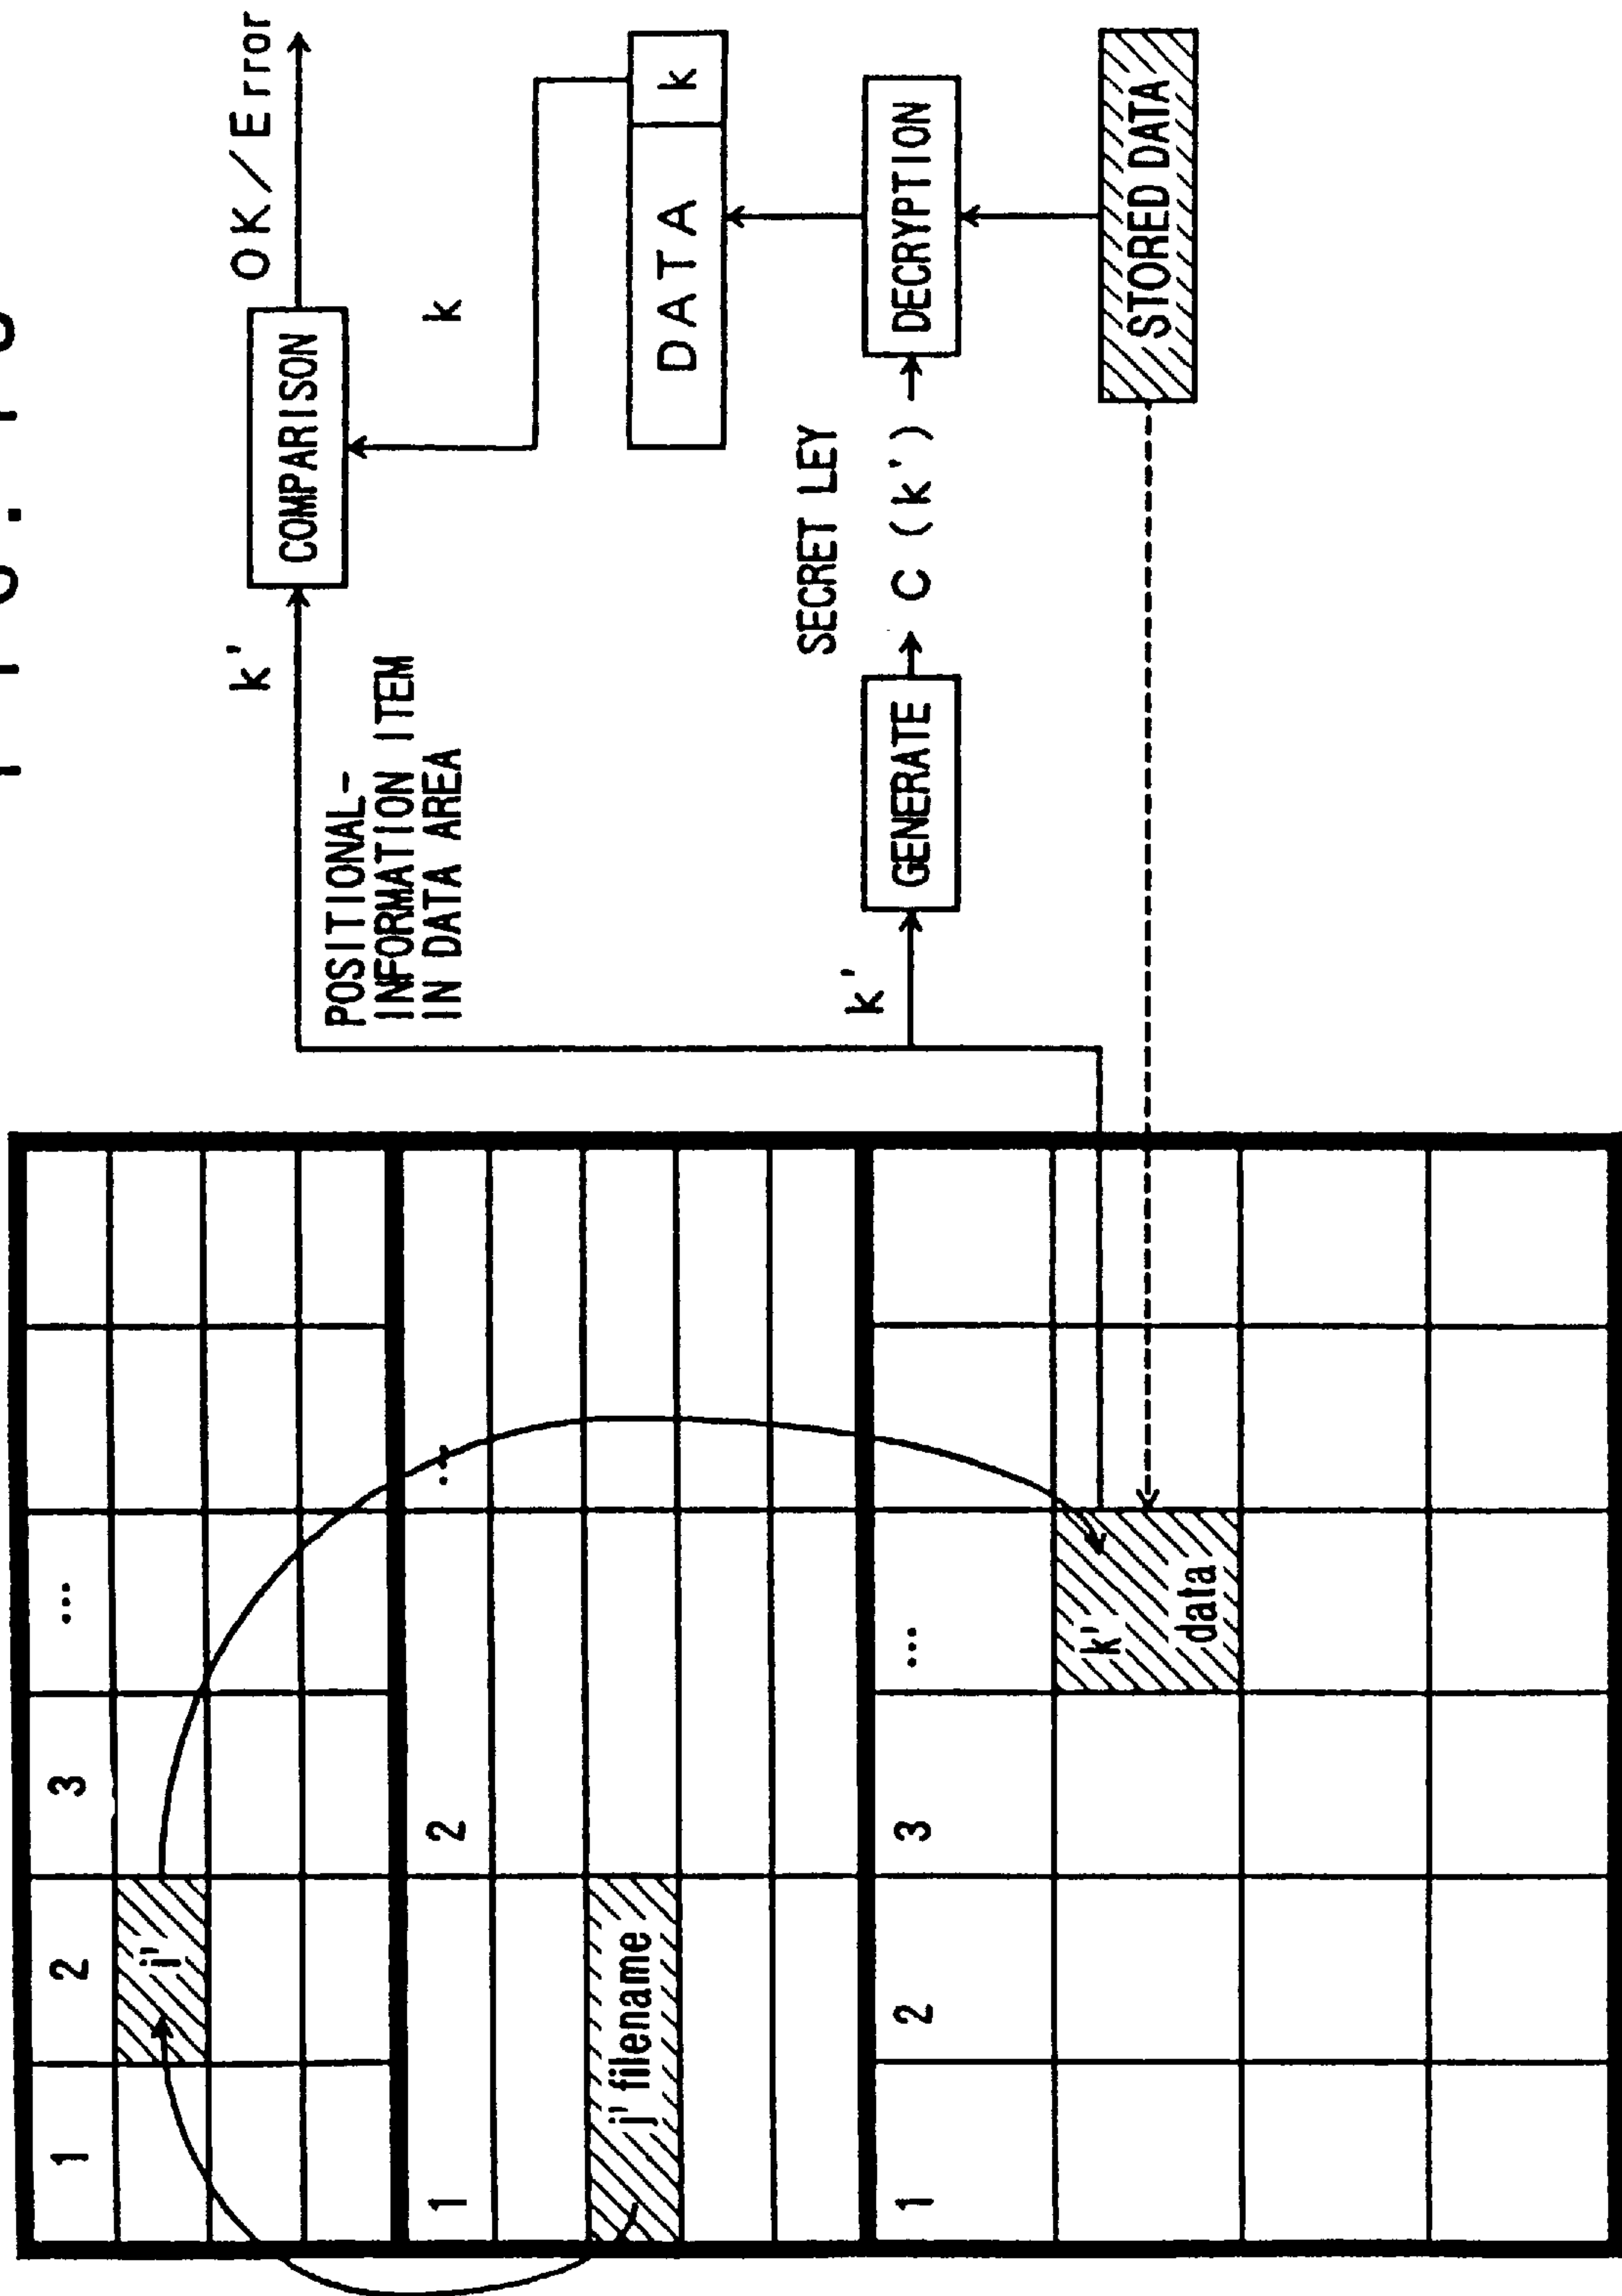 1
2
3
...
i'
1
2
...
j' filename
1
2
3
...
k'
data
k'
COMPARISON
OK/Error
POSITIONAL-
INFORMATION ITEM
IN DATA AREA
k
DATA
k
SECRET LEY
k'
GENERATE
C (k')
DECRYPTION
STORED DATA